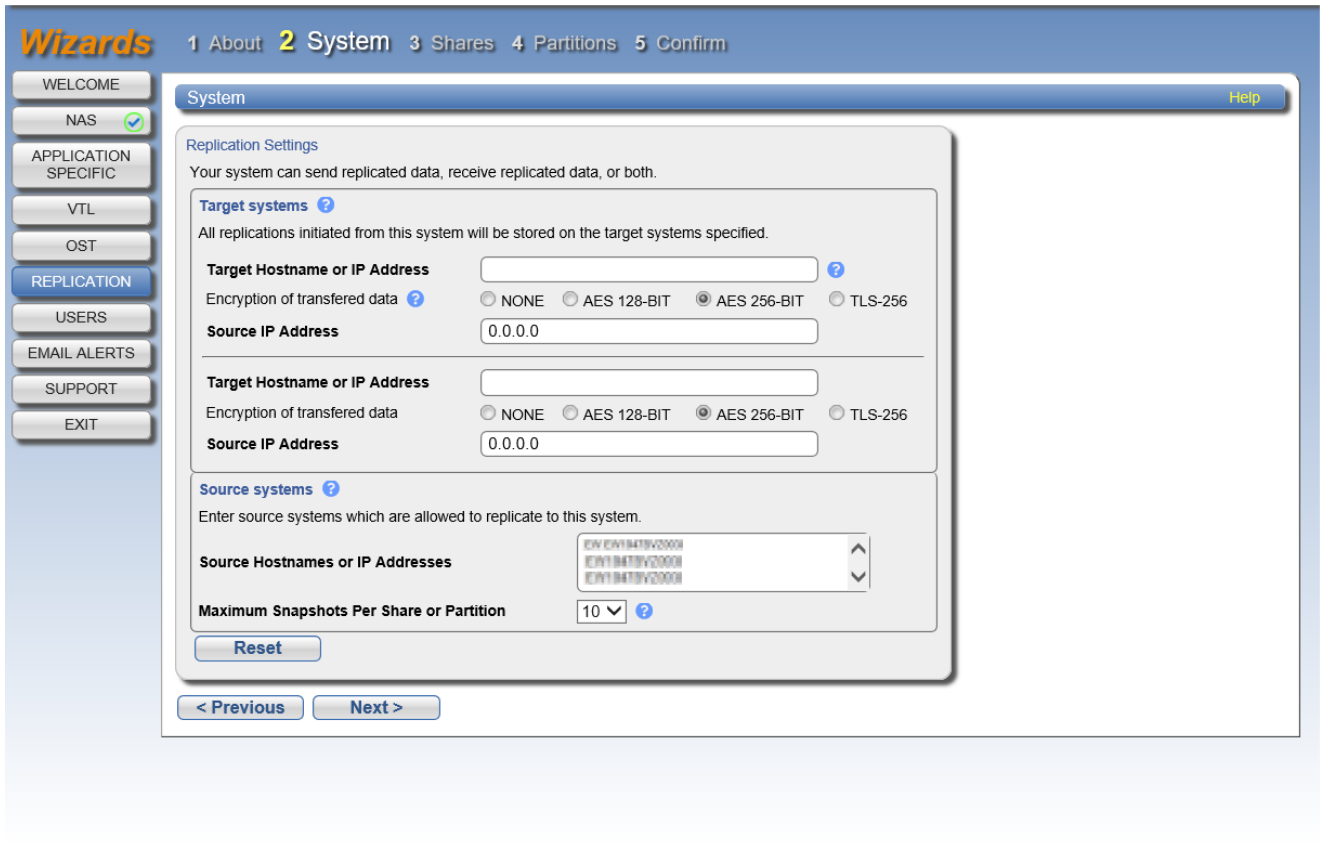 Wizards
1 About 2 System 3 Shares 4 Partitions 5 Confirm
WELCOME
NAS
APPLICATION
SPECIFIC
VTL
OST
REPLICATION
USERS
EMAIL ALERTS
SUPPORT
EXIT
System
Help
Replication Settings
Your system can send replicated data, receive replicated data, or both.
Target systems ?
All replications initiated from this system will be stored on the target systems specified.
Target Hostname or IP Address ?
Encryption of transfered data ? NONE AES 128-BIT AES 256-BIT TLS-256
Source IP Address 0.0.0.0
Target Hostname or IP Address
Encryption of transfered data NONE AES 128-BIT AES 256-BIT TLS-256
Source IP Address 0.0.0.0
Source systems ?
Enter source systems which are allowed to replicate to this system.
Source Hostnames or IP Addresses
Maximum Snapshots Per Share or Partition 10 ?
Reset
< Previous Next >